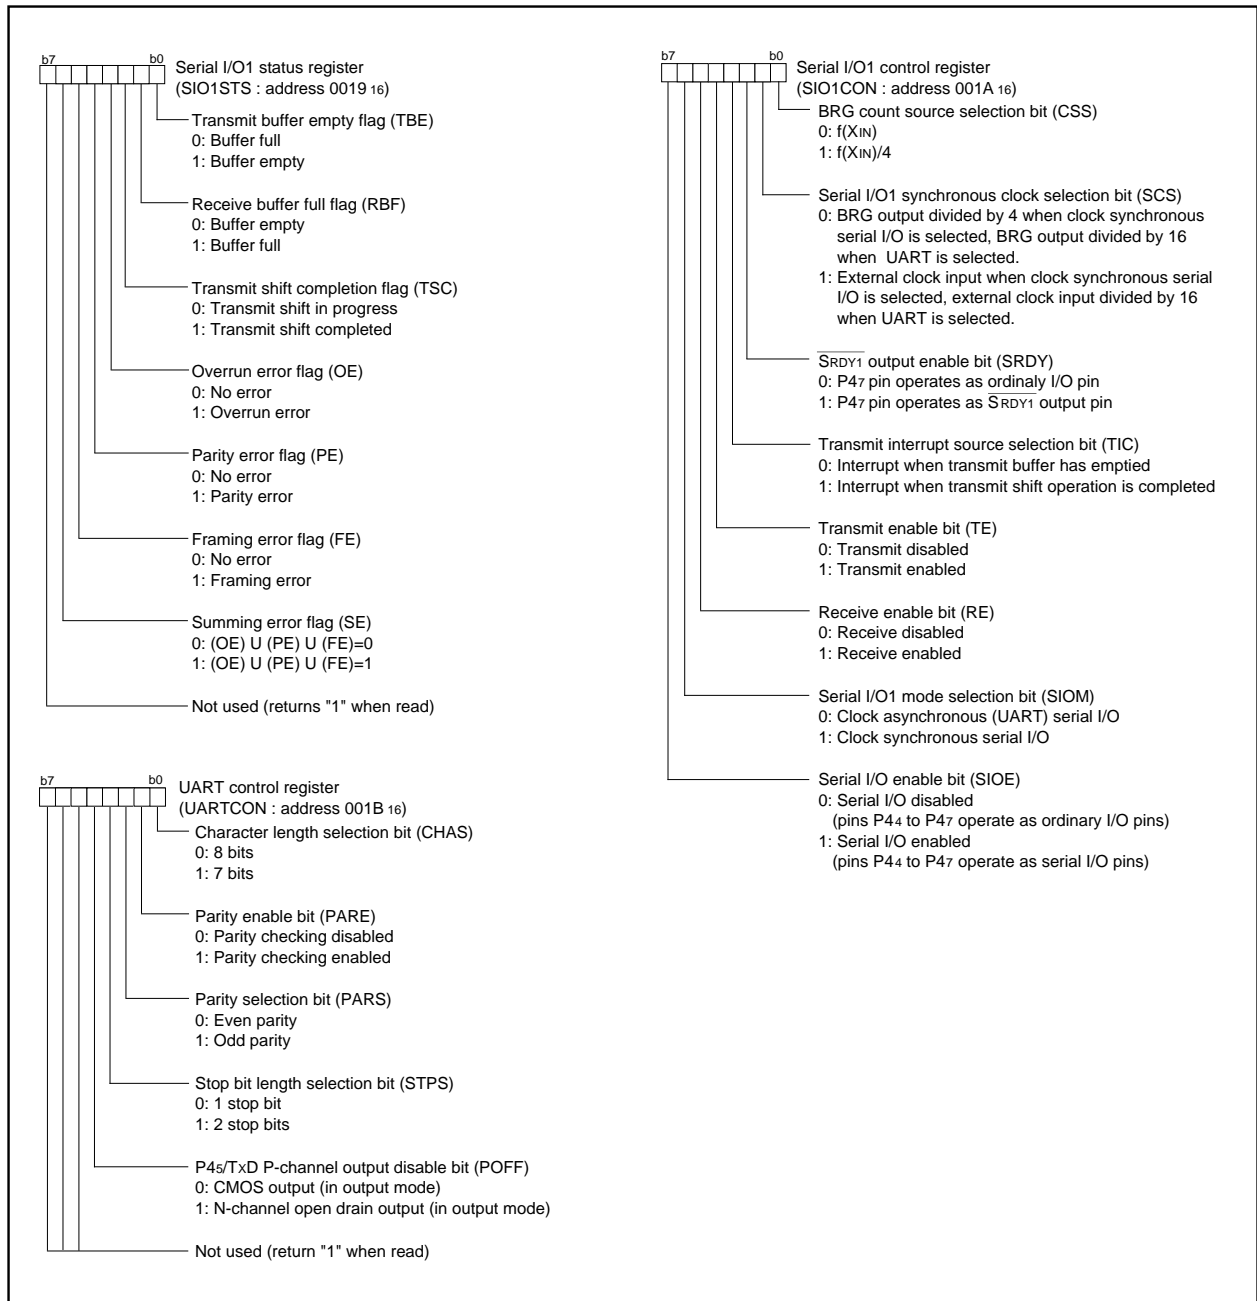 b7 b0
Serial I/O1 status register
(SIO1STS : address 0019 16)
Transmit buffer empty flag (TBE)
0: Buffer full
1: Buffer empty
Receive buffer full flag (RBF)
0: Buffer empty
1: Buffer full
Transmit shift completion flag (TSC)
0: Transmit shift in progress
1: Transmit shift completed
Overrun error flag (OE)
0: No error
1: Overrun error
Parity error flag (PE)
0: No error
1: Parity error
Framing error flag (FE)
0: No error
1: Framing error
Summing error flag (SE)
0: (OE) U (PE) U (FE)=0
1: (OE) U (PE) U (FE)=1
Not used (returns "1" when read)
b7 b0
UART control register
(UARTCON : address 001B 16)
Character length selection bit (CHAS)
0: 8 bits
1: 7 bits
Parity enable bit (PARE)
0: Parity checking disabled
1: Parity checking enabled
Parity selection bit (PARS)
0: Even parity
1: Odd parity
Stop bit length selection bit (STPS)
0: 1 stop bit
1: 2 stop bits
P45/TXD P-channel output disable bit (POFF)
0: CMOS output (in output mode)
1: N-channel open drain output (in output mode)
Not used (return "1" when read)
b7 b0
Serial I/O1 control register
(SIO1CON : address 001A 16)
BRG count source selection bit (CSS)
0: f(XIN)
1: f(XIN)/4
Serial I/O1 synchronous clock selection bit (SCS)
0: BRG output divided by 4 when clock synchronous
serial I/O is selected, BRG output divided by 16
when UART is selected.
1: External clock input when clock synchronous serial
I/O is selected, external clock input divided by 16
when UART is selected.
SRDY1 output enable bit (SRDY)
0: P47 pin operates as ordinaly I/O pin
1: P47 pin operates as SRDY1 output pin
Transmit interrupt source selection bit (TIC)
0: Interrupt when transmit buffer has emptied
1: Interrupt when transmit shift operation is completed
Transmit enable bit (TE)
0: Transmit disabled
1: Transmit enabled
Receive enable bit (RE)
0: Receive disabled
1: Receive enabled
Serial I/O1 mode selection bit (SIOM)
0: Clock asynchronous (UART) serial I/O
1: Clock synchronous serial I/O
Serial I/O enable bit (SIOE)
0: Serial I/O disabled
(pins P44 to P47 operate as ordinary I/O pins)
1: Serial I/O enabled
(pins P44 to P47 operate as serial I/O pins)